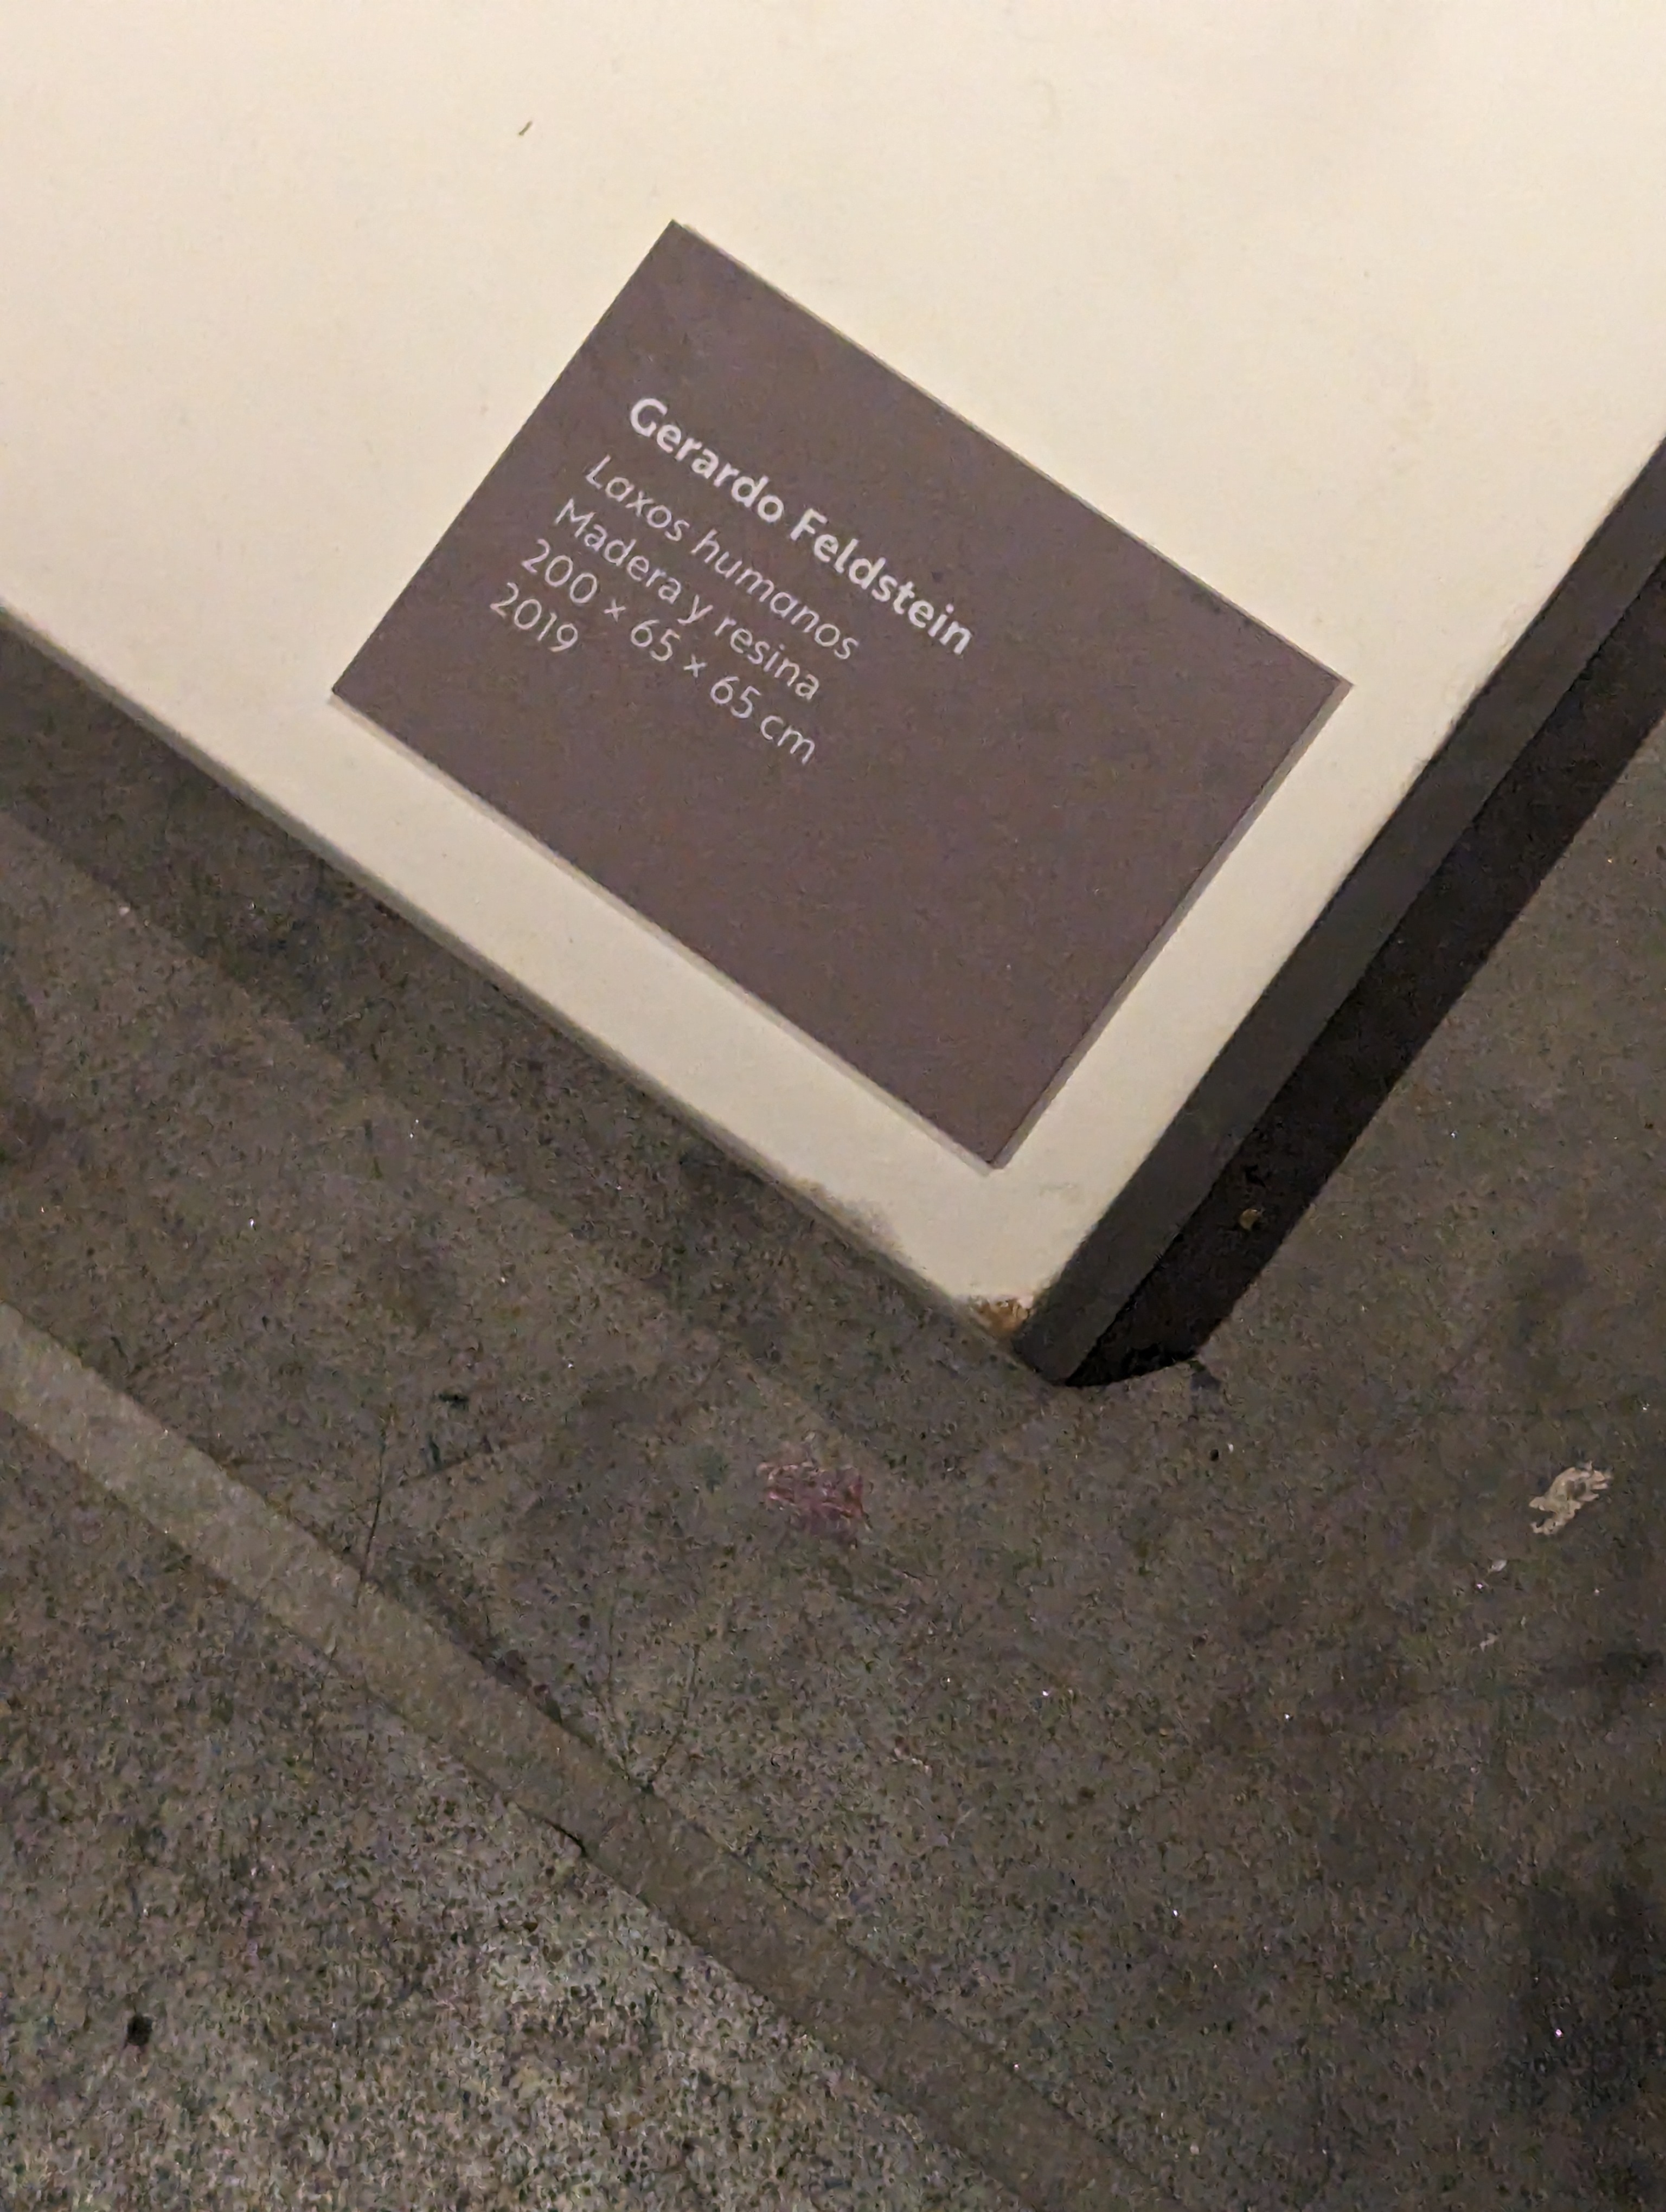 Gerardo Feldstein
Laxos humanos
Madera y resina
200 × 65 × 65 cm
2019